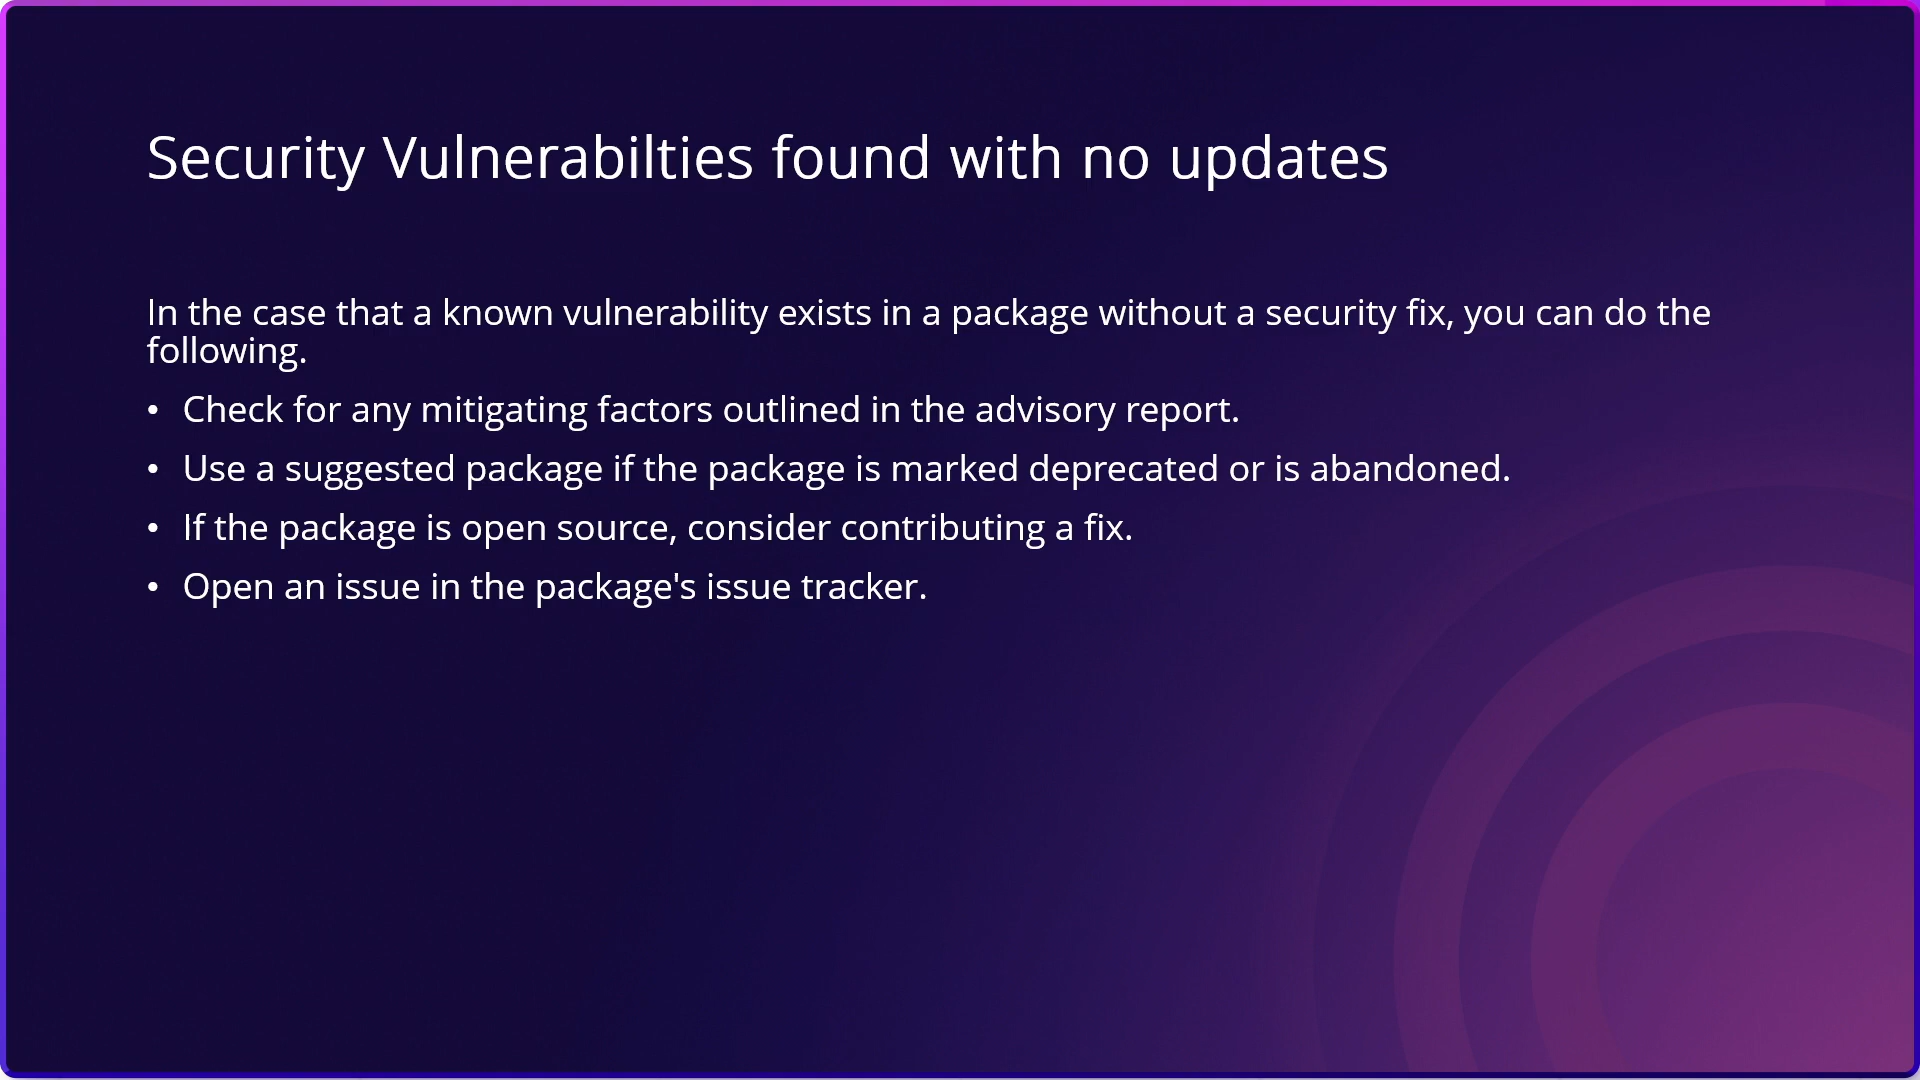 Security Vulnerabilties found with no updates
In the case that a known vulnerability exists in a package without a security fix, you can do the
following.
• Check for any mitigating factors outlined in the advisory report.
• Use a suggested package if the package is marked deprecated or is abandoned.
• If the package is open source, consider contributing a fix.
• Open an issue in the package's issue tracker.